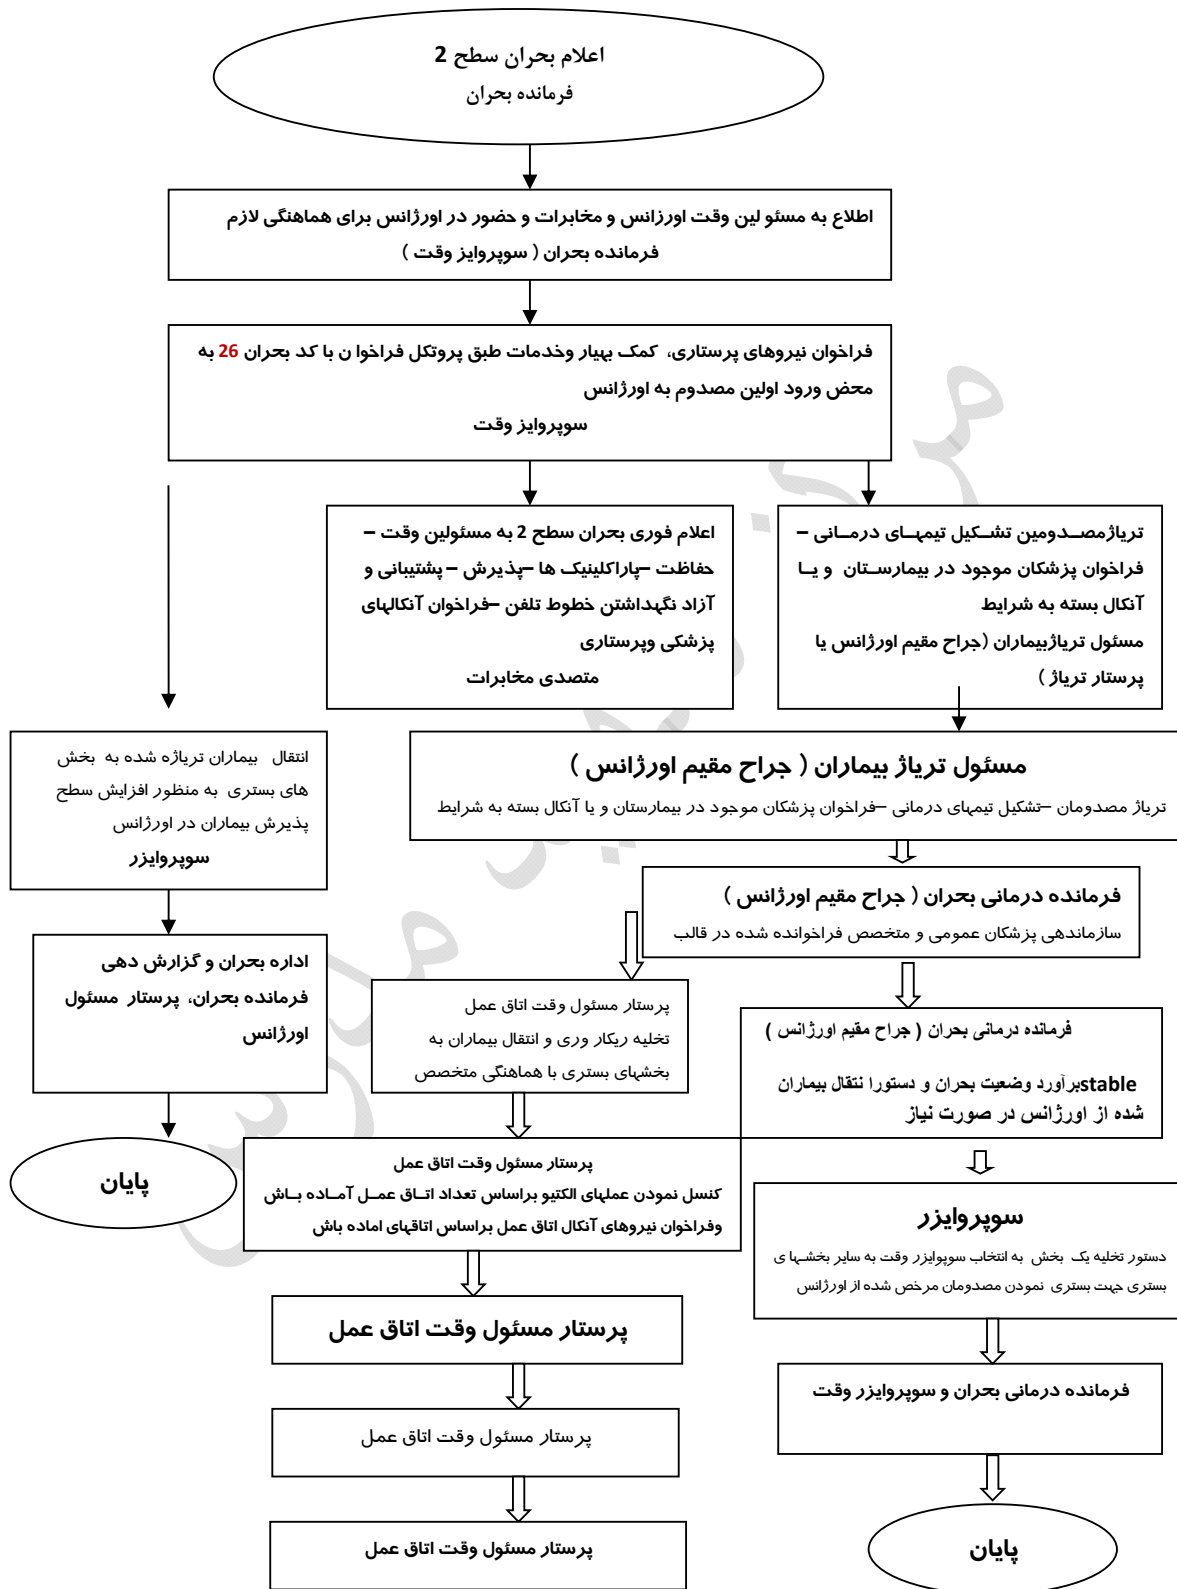 اعلام بحران سطح 2
فرمانده بحران
اطلاع به مسئو لین وقت اورزانس و مخابرات و حضور در اورژانس برای هماهنگی لازم
فرمانده بحران ( سوپروایز وقت )
فراخوان نیروهای پرستاری، کمک بهیار وخدمات طبق پروتکل فراخوا ن با کد بحران 26 به
محض ورود اولین مصدوم به اورژانس
سوپروایز وقت
تریاژمصدومین تشکیل تیمهای درمانی –
فراخوان پزشکان موجود در بیمارستان و یا
آنکال بسته به شرایط
مسئول تریاژبیماران (جراح مقیم اورژانس یا
پرستار تریاژ )
اعلام فوری بحران سطح 2 به مسئولین وقت –
حفاظت –پاراکلینیک ها –پذیرش – پشتیبانی و
آزاد نگهداشتن خطوط تلفن –فراخوان آنکالهای
پزشکی وپرستاری
متصدی مخابرات
مسئول تریاژ بیماران ( جراح مقیم اورژانس )
تریاژ مصدومان –تشکیل تیمهای درمانی –فراخوان پزشکان موجود در بیمارستان و یا آنکال بسته به شرایط
انتقال بیماران تریاژه شده به بخش
های بستری به منظور افزایش سطح
پذیرش بیماران در اورژانس
سوپروایزر
فرمانده درمانی بحران ( جراح مقیم اورژانس )
سازماندهی پزشکان عمومی و متخصص فراخوانده شده در قالب
اداره بحران و گزارش دهی
فرمانده بحران، پرستار مسئول
اورژانس
پرستار مسئول وقت اتاق عمل
تخلیه ریکار وری و انتقال بیماران به
بخشهای بستری با هماهنگی متخصص
فرمانده درمانی بحران ( جراح مقیم اورژانس )
stableبرآورد وضعیت بحران و دستورا نتقال بیماران
شده از اورژانس در صورت نیاز
پایان
پرستار مسئول وقت اتاق عمل
کنسل نمودن عملهای الکتیو براساس تعداد اتاق عمل آماده باش
وفراخوان نیروهای آنکال اتاق عمل براساس اتاقهای اماده باش
سوپروایزر
دستور تخلیه یک بخش به انتخاب سوپوایزر وقت به سایر بخشها ی
بستری جهت بستری نمودن مصدومان مرخص شده از اورژانس
پرستار مسئول وقت اتاق عمل
فرمانده درمانی بحران و سوپروایزر وقت
پرستار مسئول وقت اتاق عمل
پرستار مسئول وقت اتاق عمل
پایان